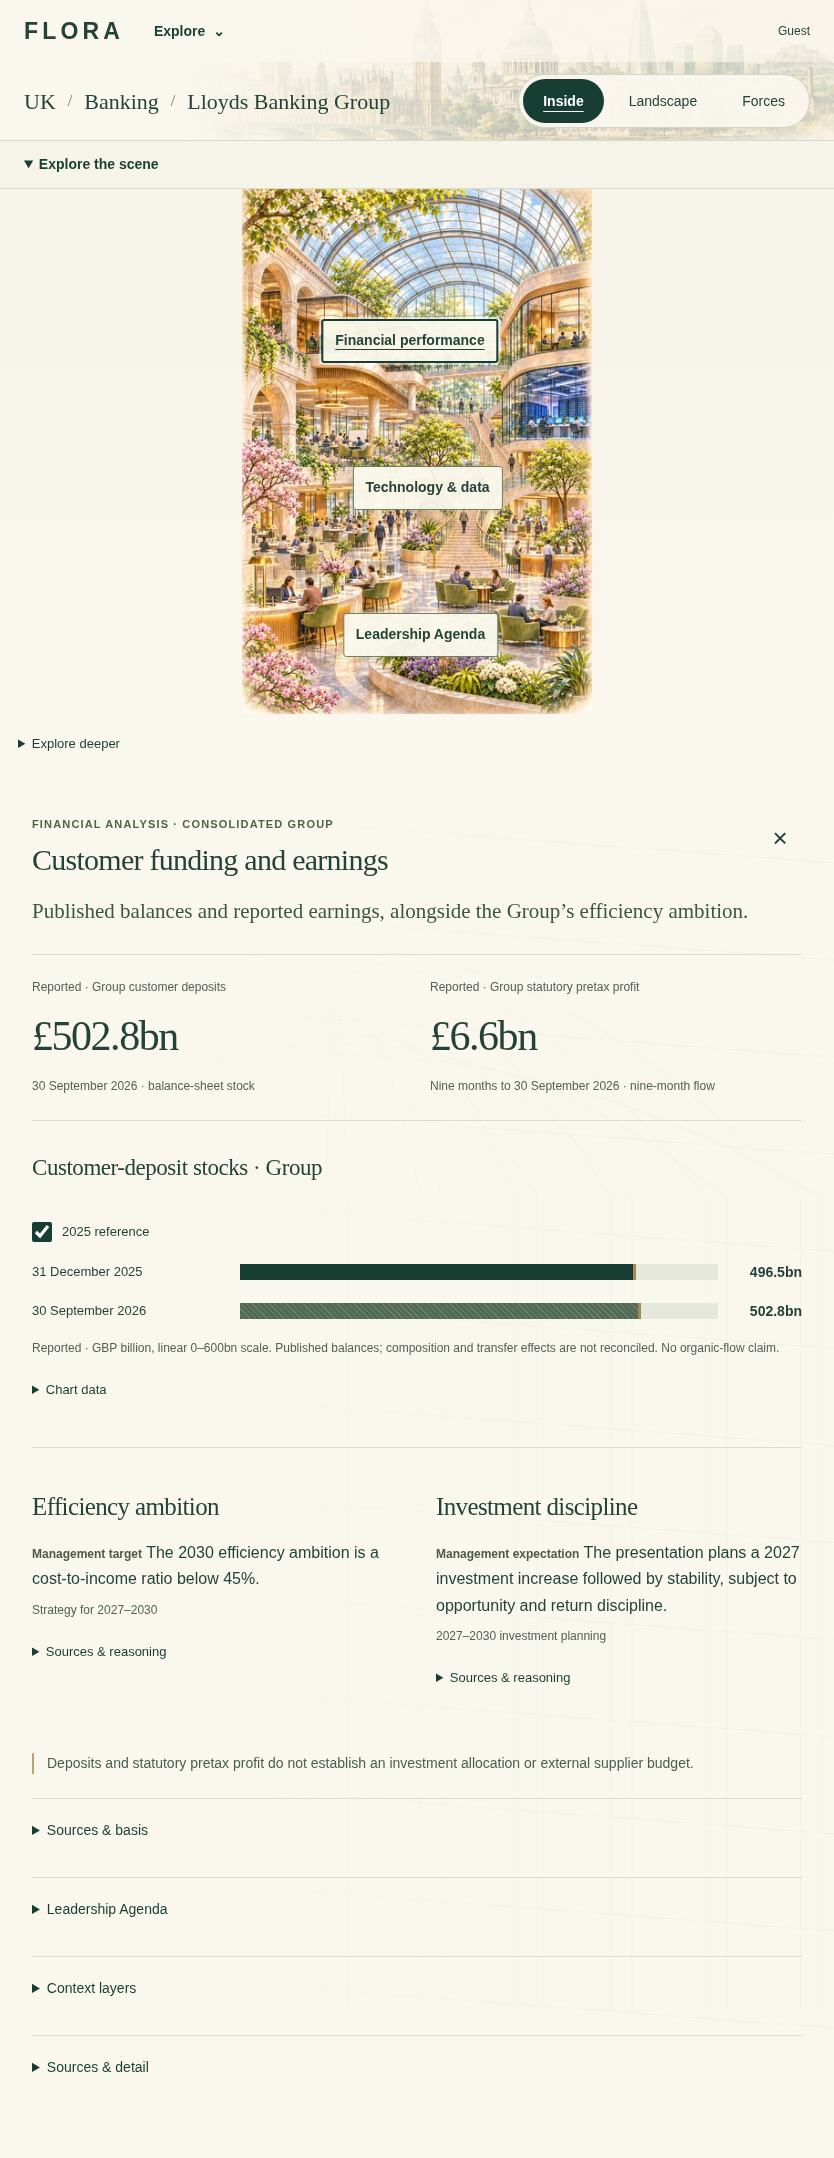 FLORA
Explore
Guest
UK / Banking / Lloyds Banking Group
Inside
Landscape
Forces
Explore the scene
Financial performance
Technology & data
Leadership Agenda
Explore deeper
FINANCIAL ANALYSIS · CONSOLIDATED GROUP
Customer funding and earnings
Published balances and reported earnings, alongside the Group’s efficiency ambition.
Reported · Group customer deposits
£502.8bn
30 September 2026 · balance-sheet stock
Reported · Group statutory pretax profit
£6.6bn
Nine months to 30 September 2026 · nine-month flow
Customer-deposit stocks · Group
2025 reference
31 December 2025 496.5bn
30 September 2026 502.8bn
Reported · GBP billion, linear 0–600bn scale. Published balances; composition and transfer effects are not reconciled. No organic-flow claim.
Chart data
Efficiency ambition
Management target The 2030 efficiency ambition is a
cost-to-income ratio below 45%.
Strategy for 2027–2030
Sources & reasoning
Investment discipline
Management expectation The presentation plans a 2027
investment increase followed by stability, subject to
opportunity and return discipline.
2027–2030 investment planning
Sources & reasoning
Deposits and statutory pretax profit do not establish an investment allocation or external supplier budget.
Sources & basis
Leadership Agenda
Context layers
Sources & detail